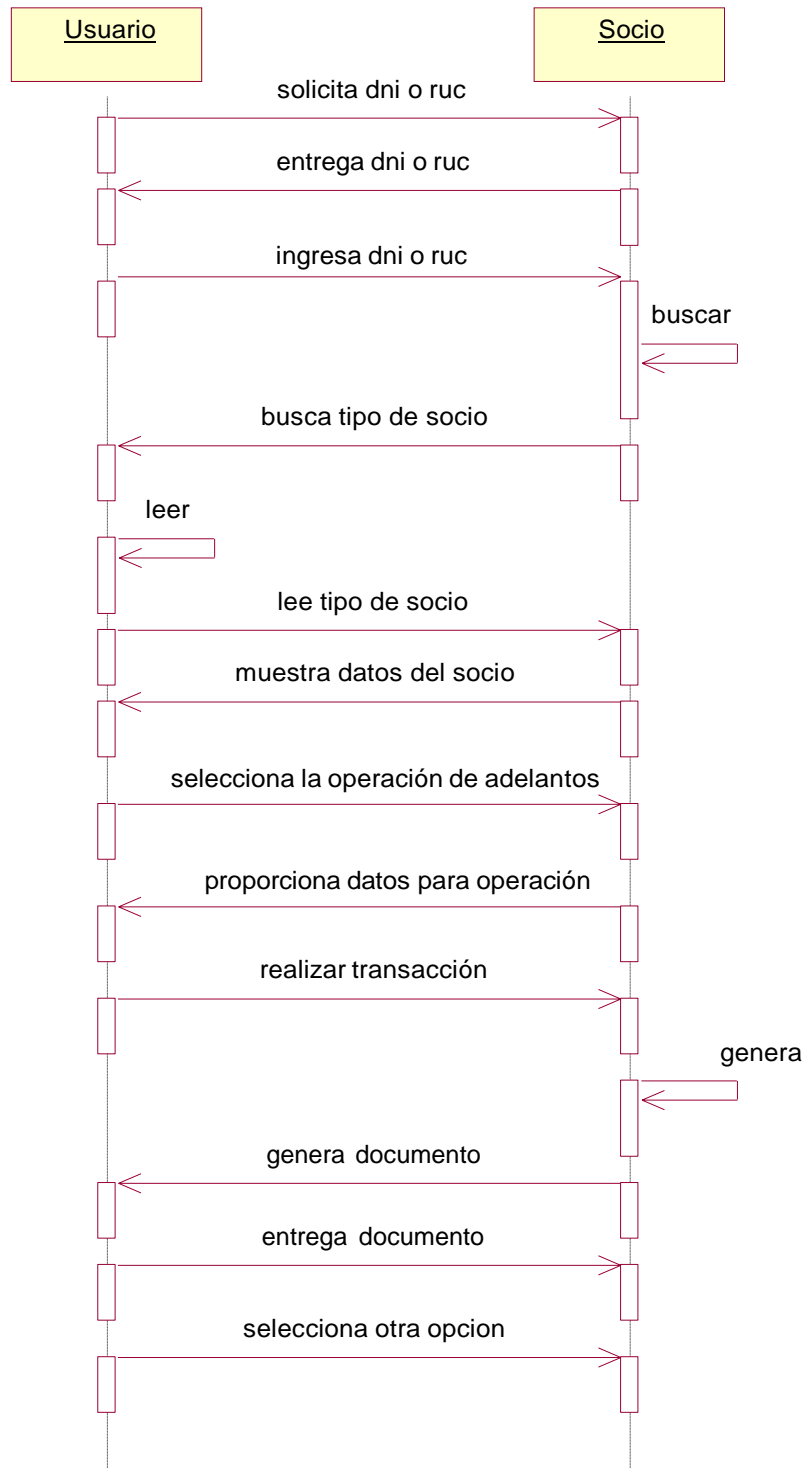 Usuario
Socio
solicita dni o ruc
entrega dni o ruc
ingresa dni o ruc
buscar
busca tipo de socio
leer
lee tipo de socio
muestra datos del socio
selecciona la operación de adelantos
proporciona datos para operación
realizar transacción
genera
genera documento
entrega documento
selecciona otra opcion